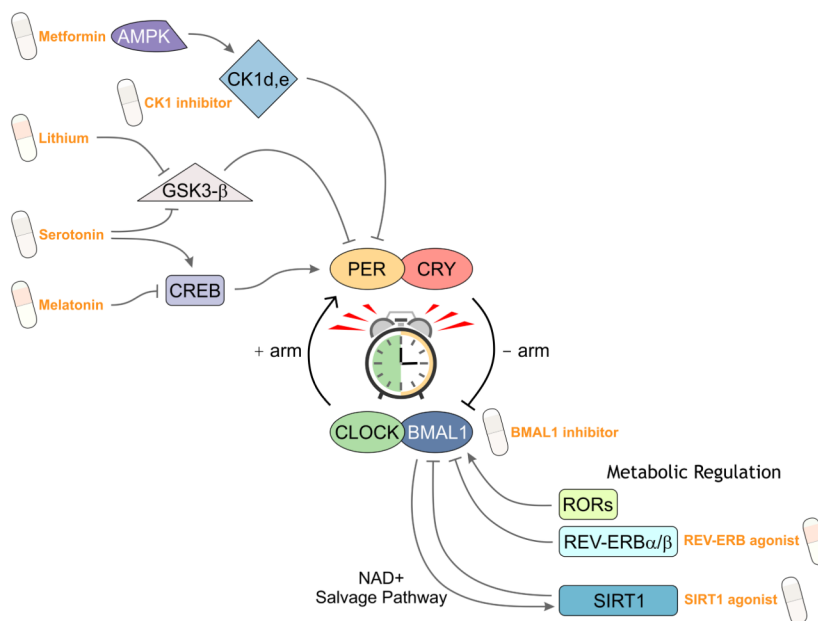 Metformin
AMPK
CK1d,e
CK1 inhibitor
Lithium
GSK3-β
Serotonin
PER
CRY
CREB
Melatonin
+ arm
− arm
CLOCK
BMAL1
BMAL1 inhibitor
Metabolic Regulation
RORs
REV-ERBα/β
REV-ERB agonist
NAD+
Salvage Pathway
SIRT1
SIRT1 agonist